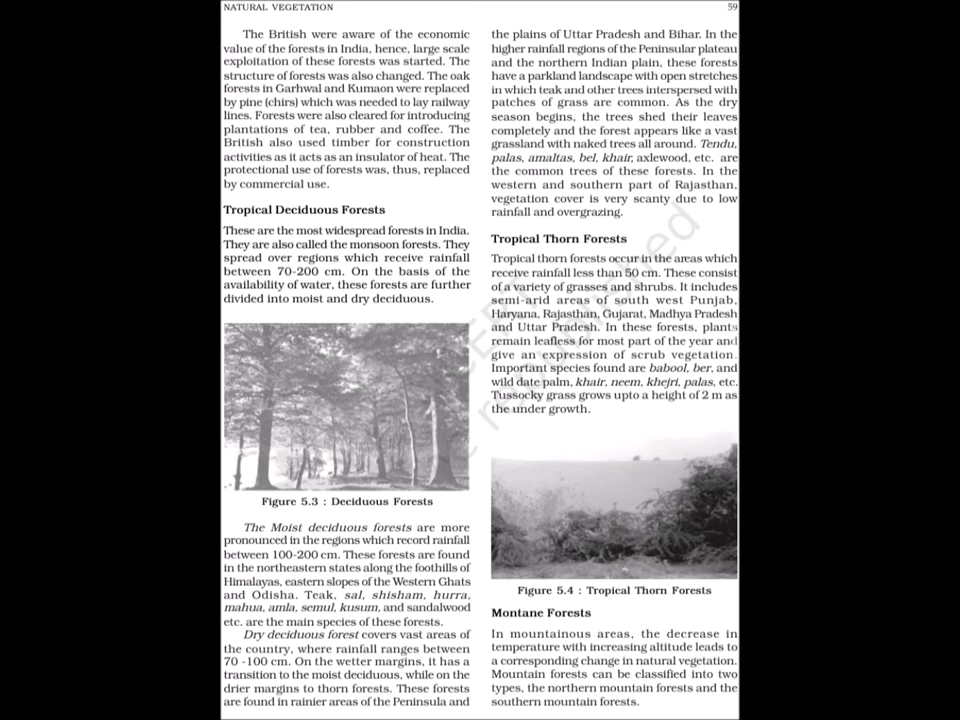 NATURAL VEGETATION
59
The British were aware of the economic
value of the forests in India, hence, large scale
exploitation of these forests was started. The
structure of forests was also changed. The oak
forests in Garhwal and Kumaon were replaced
by pine (chirs) which was needed to lay railway
lines. Forests were also cleared for introducing
plantations of tea, rubber and coffee. The
British also used timber for construction
activities as it acts as an insulator of heat. The
protectional use of forests was, thus, replaced
by commercial use.
Tropical Deciduous Forests
These are the most widespread forests in India.
They are also called the monsoon forests. They
spread over regions which receive rainfall
between 70-200 cm. On the basis of the
availability of water, these forests are further
divided into moist and dry deciduous.
Figure 5.3 : Deciduous Forests
The Moist deciduous forests are more
pronounced in the regions which record rainfall
between 100-200 cm. These forests are found
in the northeastern states along the foothills of
Himalayas, eastern slopes of the Western Ghats
and Odisha. Teak, sal, shisham, hurra,
mahua, amla, semul, kusum, and sandalwood
etc. are the main species of these forests.
Dry deciduous forest covers vast areas of
the country, where rainfall ranges between
70 -100 cm. On the wetter margins, it has a
transition to the moist deciduous, while on the
drier margins to thorn forests. These forests
are found in rainier areas of the Peninsula and
the plains of Uttar Pradesh and Bihar. In the
higher rainfall regions of the Peninsular plateau
and the northern Indian plain, these forests
have a parkland landscape with open stretches
in which teak and other trees interspersed with
patches of grass are common. As the dry
season begins, the trees shed their leaves
completely and the forest appears like a vast
grassland with naked trees all around. Tendu,
palas, amaltas, bel, khair, axlewood, etc. are
the common trees of these forests. In the
western and southern part of Rajasthan,
vegetation cover is very scanty due to low
rainfall and overgrazing.
Tropical Thorn Forests
Tropical thorn forests occur in the areas which
receive rainfall less than 50 cm. These consist
of a variety of grasses and shrubs. It includes
semi-arid areas of south west Punjab,
Haryana, Rajasthan, Gujarat, Madhya Pradesh
and Uttar Pradesh. In these forests, plants
remain leafless for most part of the year and
give an expression of scrub vegetation.
Important species found are babool, ber, and
wild date palm, khair, neem, khejri, palas, etc.
Tussocky grass grows upto a height of 2 m as
the under growth.
Figure 5.4 : Tropical Thorn Forests
Montane Forests
In mountainous areas, the decrease in
temperature with increasing altitude leads to
a corresponding change in natural vegetation.
Mountain forests can be classified into two
types, the northern mountain forests and the
southern mountain forests.